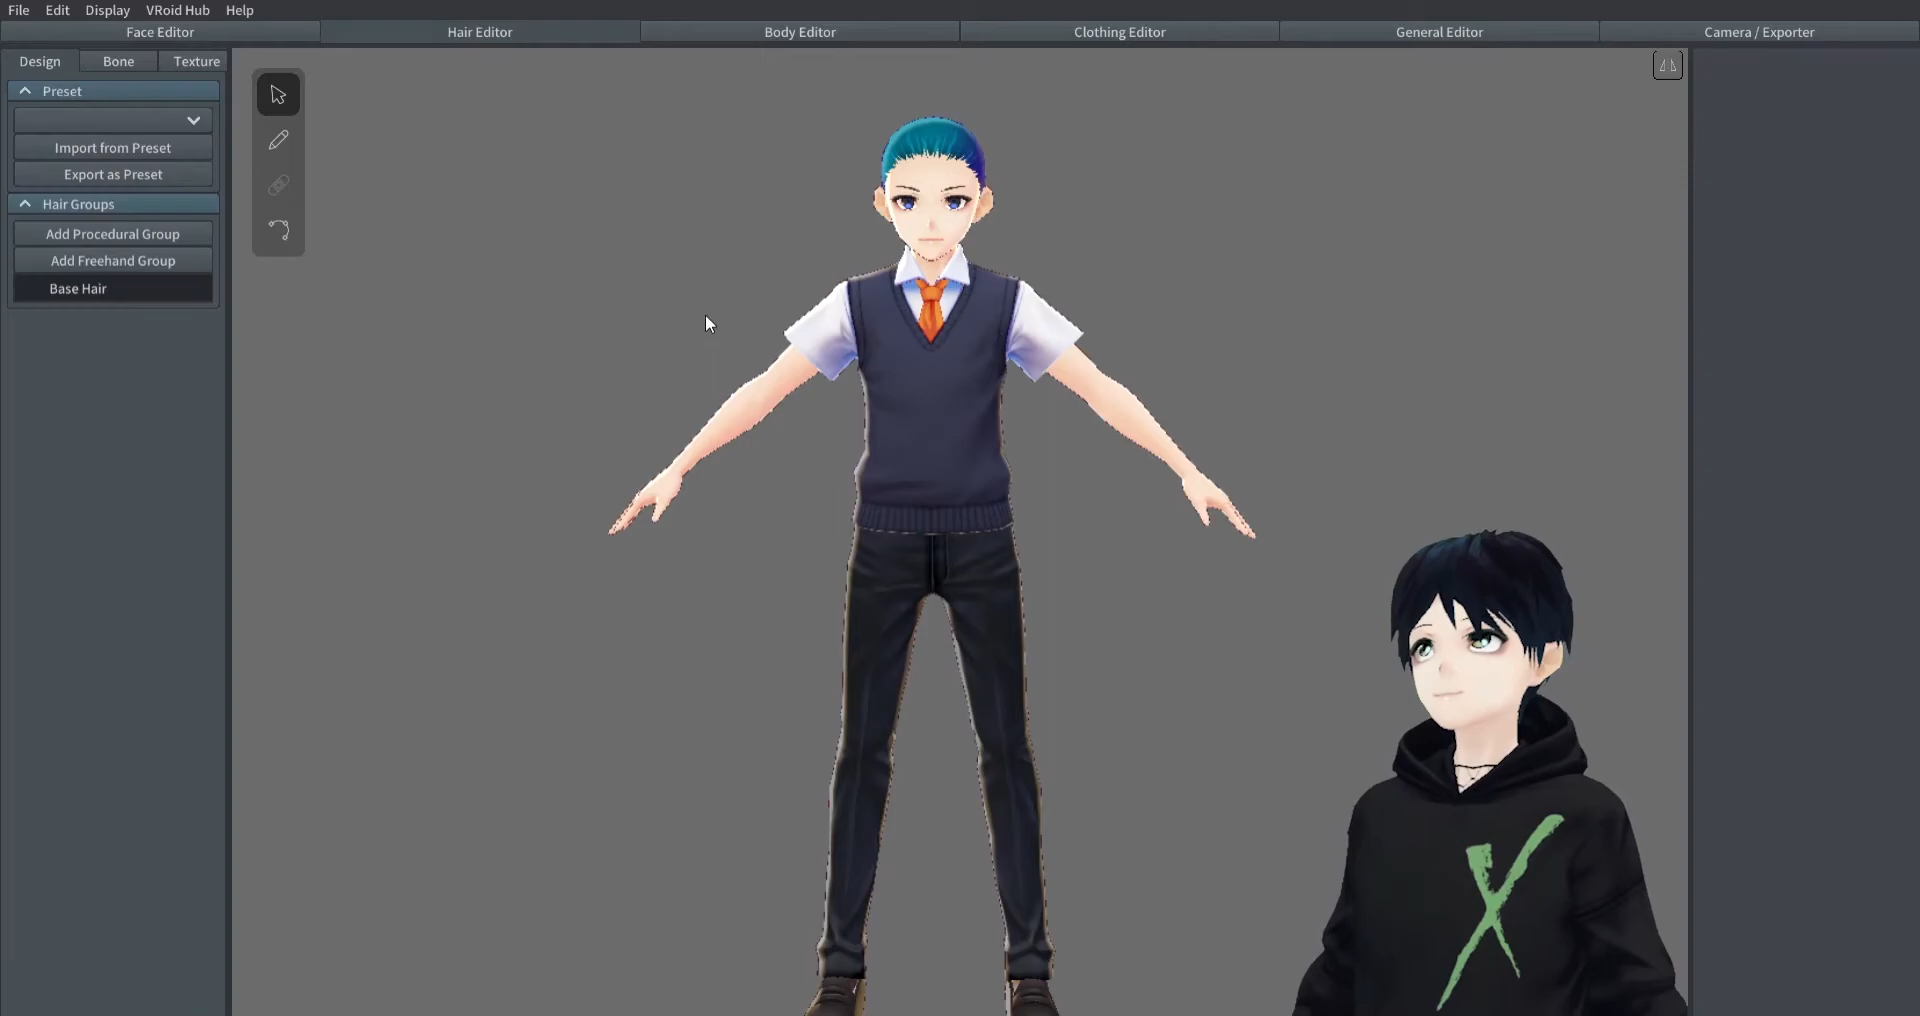 File Edit Display VRoid Hub Help
Face Editor Hair Editor Body Editor Clothing Editor General Editor Camera / Exporter
Design Bone Texture
Preset
Import from Preset
Export as Preset
Hair Groups
Add Procedural Group
Add Freehand Group
Base Hair
X